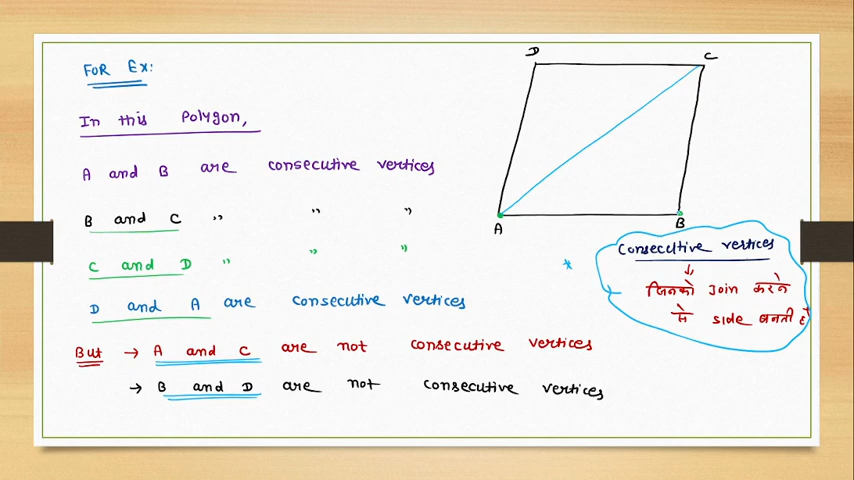 FOR Ex:
In this Polygon,
A and B are consecutive vertices
B and C ,, ,, ,,
C and D ,, ,, ,,
D and A are consecutive vertices
But → A and C are not consecutive vertices
→ B and D are not consecutive vertices
D
C
A
B
*
Consecutive vertices
↓
जिनको Join करने
से side बनती है